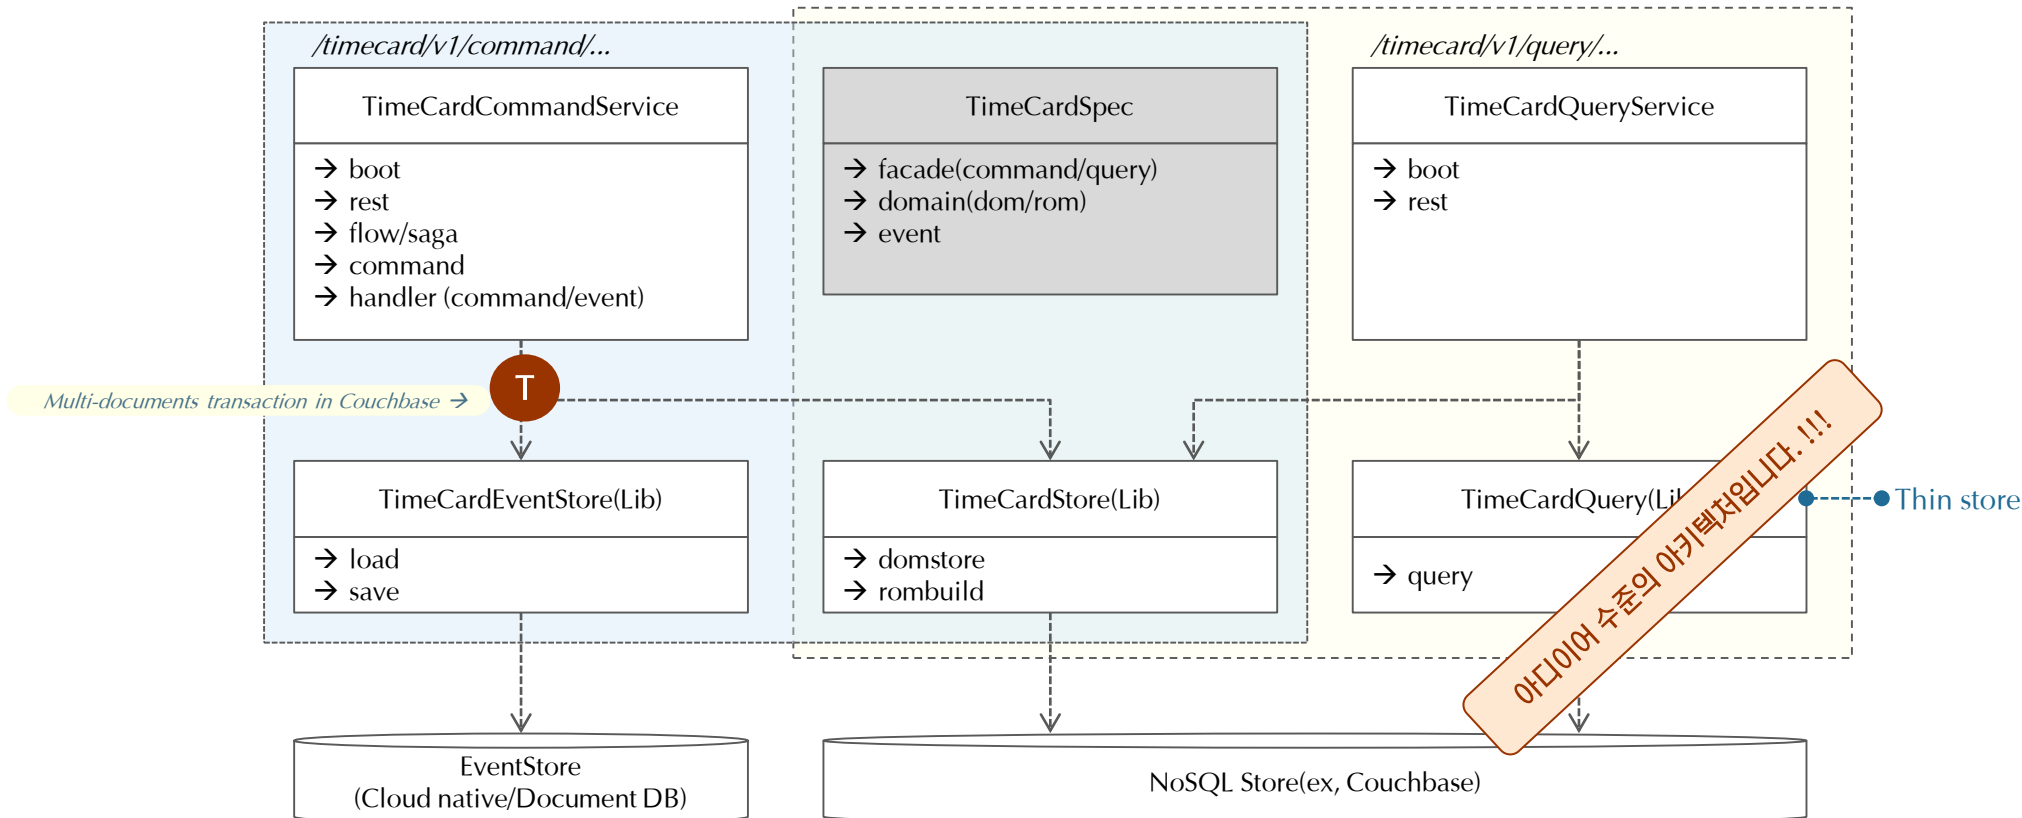 /timecard/v1/command/...
/timecard/v1/query/...
TimeCardCommandService
→ boot
→ rest
→ flow/saga
→ command
→ handler (command/event)
TimeCardSpec
→ facade(command/query)
→ domain(dom/rom)
→ event
TimeCardQueryService
→ boot
→ rest
T
Multi-documents transaction in Couchbase →
TimeCardEventStore(Lib)
→ load
→ save
TimeCardStore(Lib)
→ domstore
→ rombuild
TimeCardQuery(Li
→ query
Thin store
아디이어 수준의 아키텍처입니다. !!!
EventStore
(Cloud native/Document DB)
NoSQL Store(ex, Couchbase)